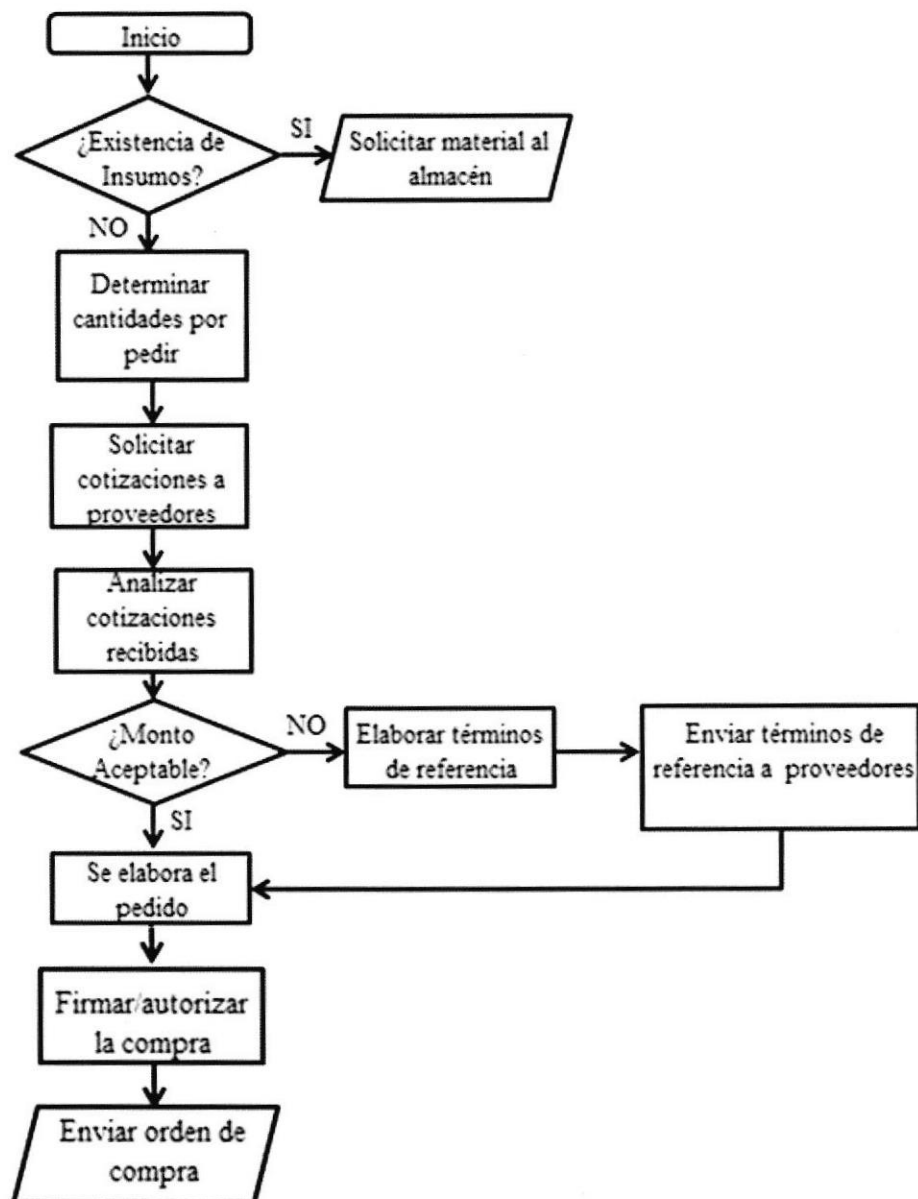 Inicio
¿Existencia de
Insumos?
SI
Solicitar material al
almacén
NO
Determinar
cantidades por
pedir
Solicitar
cotizaciones a
proveedores
Analizar
cotizaciones
recibidas
¿Monto
Aceptable?
NO
Elaborar términos
de referencia
Enviar términos de
referencia a proveedores
SI
Se elabora el
pedido
Firmar/autorizar
la compra
Enviar orden de
compra